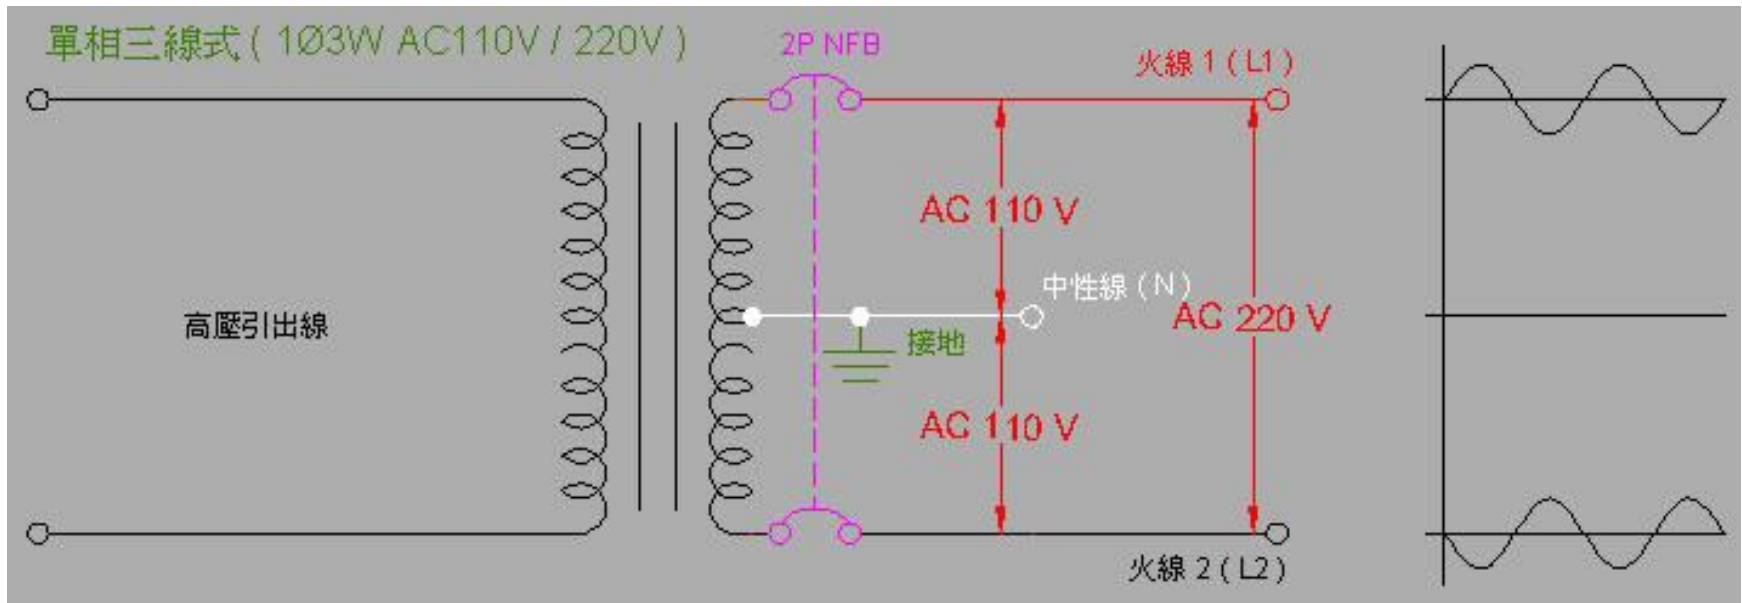 單相三線式 ( 1Ø3W AC110V / 220V )
2P NFB
火線 1 ( L1 )
AC 110 V
中性線 ( N )
AC 220 V
高壓引出線
接地
AC 110 V
火線 2 ( L2 )